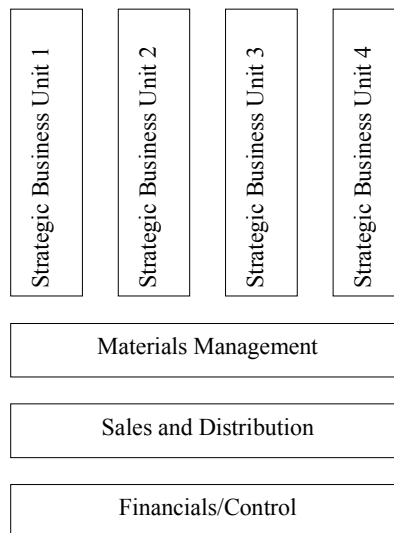 Strategic Business Unit 1
Strategic Business Unit 2
Strategic Business Unit 3
Strategic Business Unit 4
Materials Management
Sales and Distribution
Financials/Control